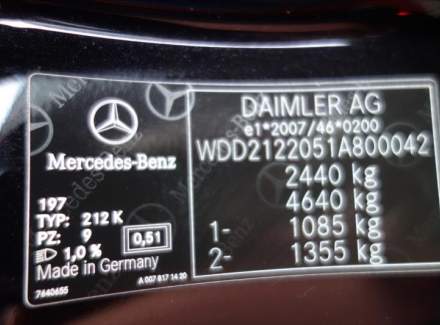 Mercedes-Benz
197
TYP: 212 K
PZ: 9
1,0%
0,51
Made in Germany
7640655
A 007 817 14 20
DAIMLER AG
e1*2007/46*0200
WDD2122051A800042
2440 kg
4640 kg
1- 1085 kg
2- 1355 kg